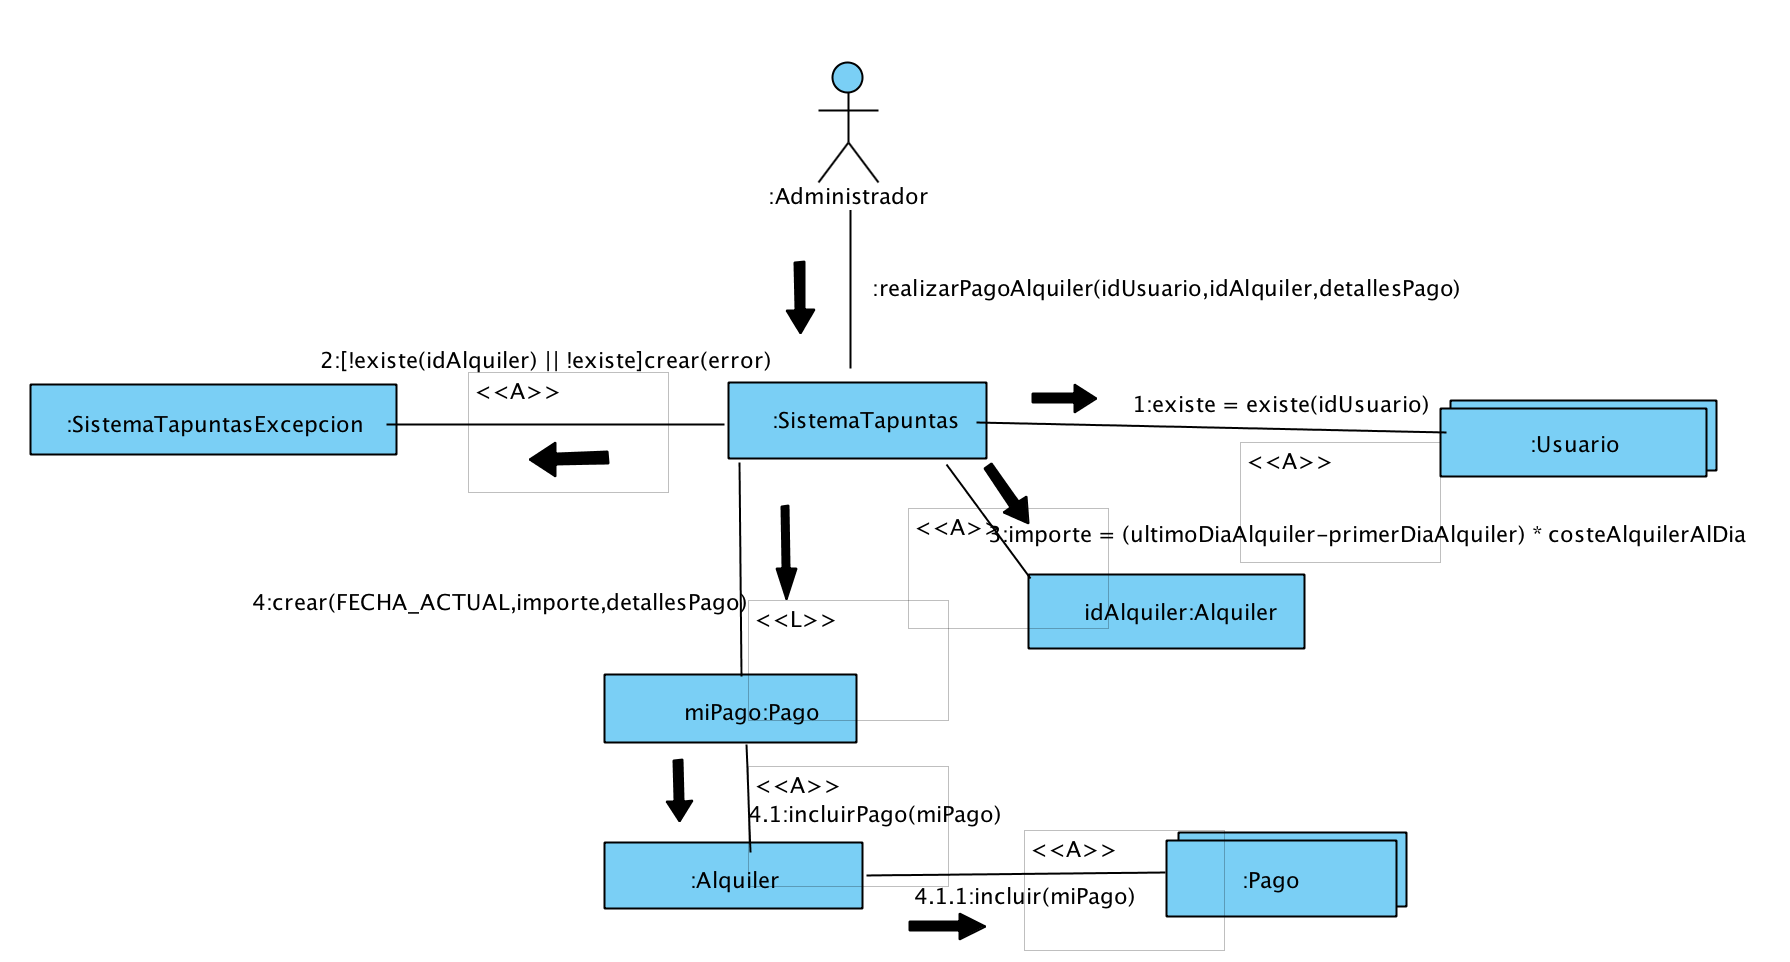 :Administrador
:realizarPagoAlquiler(idUsuario,idAlquiler,detallesPago)
2:[!existe(idAlquiler) || !existe]crear(error)
<<A>>
:SistemaTapuntasExcepcion
:SistemaTapuntas
1:existe = existe(idUsuario)
:Usuario
<<A>>
<<A>>
3:importe = (ultimoDiaAlquiler-primerDiaAlquiler) * costeAlquilerAlDia
4:crear(FECHA_ACTUAL,importe,detallesPago)
<<L>>
idAlquiler:Alquiler
miPago:Pago
<<A>>
4.1:incluirPago(miPago)
<<A>>
:Alquiler
:Pago
4.1.1:incluir(miPago)